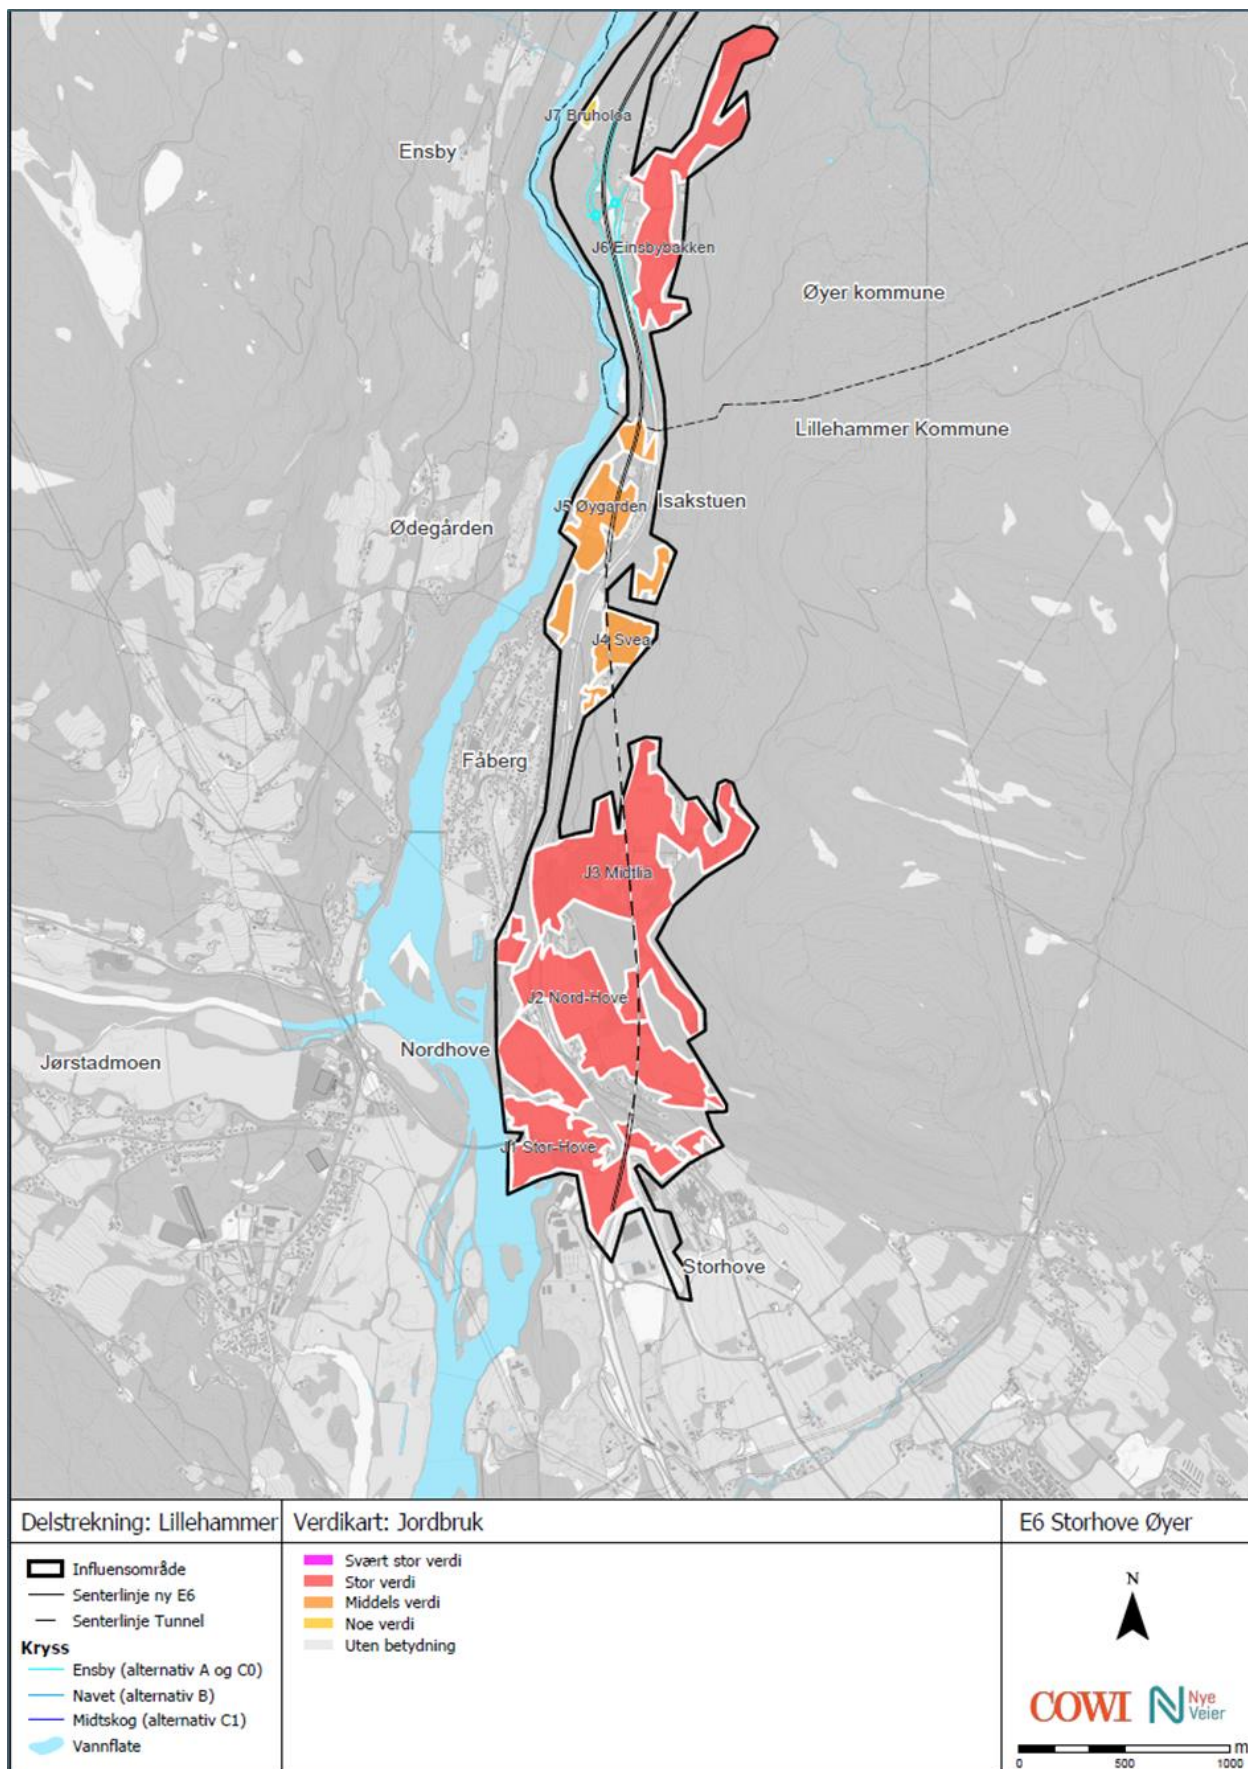 J7 Bruholoa
Ensby
J6 Einsbybakken
Øyer kommune
Lillehammer Kommune
J5 Øygarden
Isakstuen
Ødegården
J4 Svea
Fåberg
J3 Midtlia
J2 Nord-Hove
Nordhove
Jørstadmoen
J1 Stor-Hove
Storhove
Delstrekning: Lillehammer
Verdikart: Jordbruk
E6 Storhove Øyer
Influensområde
Senterlinje ny E6
Senterlinje Tunnel
Kryss
Ensby (alternativ A og C0)
Navet (alternativ B)
Midtskog (alternativ C1)
Vannflate
Svært stor verdi
Stor verdi
Middels verdi
Noe verdi
Uten betydning
N
COWI
Nye
Veier
m
0 500 1000